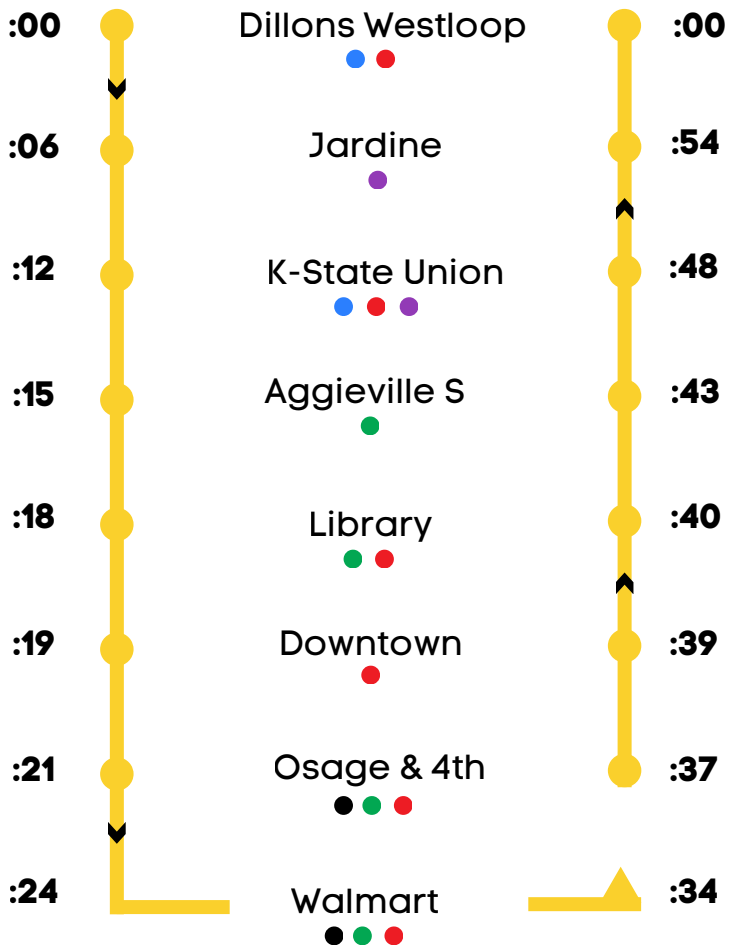 :00 Dillons Westloop :00
:06 Jardine :54
:12 K-State Union :48
:15 Aggieville S :43
:18 Library :40
:19 Downtown :39
:21 Osage & 4th :37
:24 Walmart :34